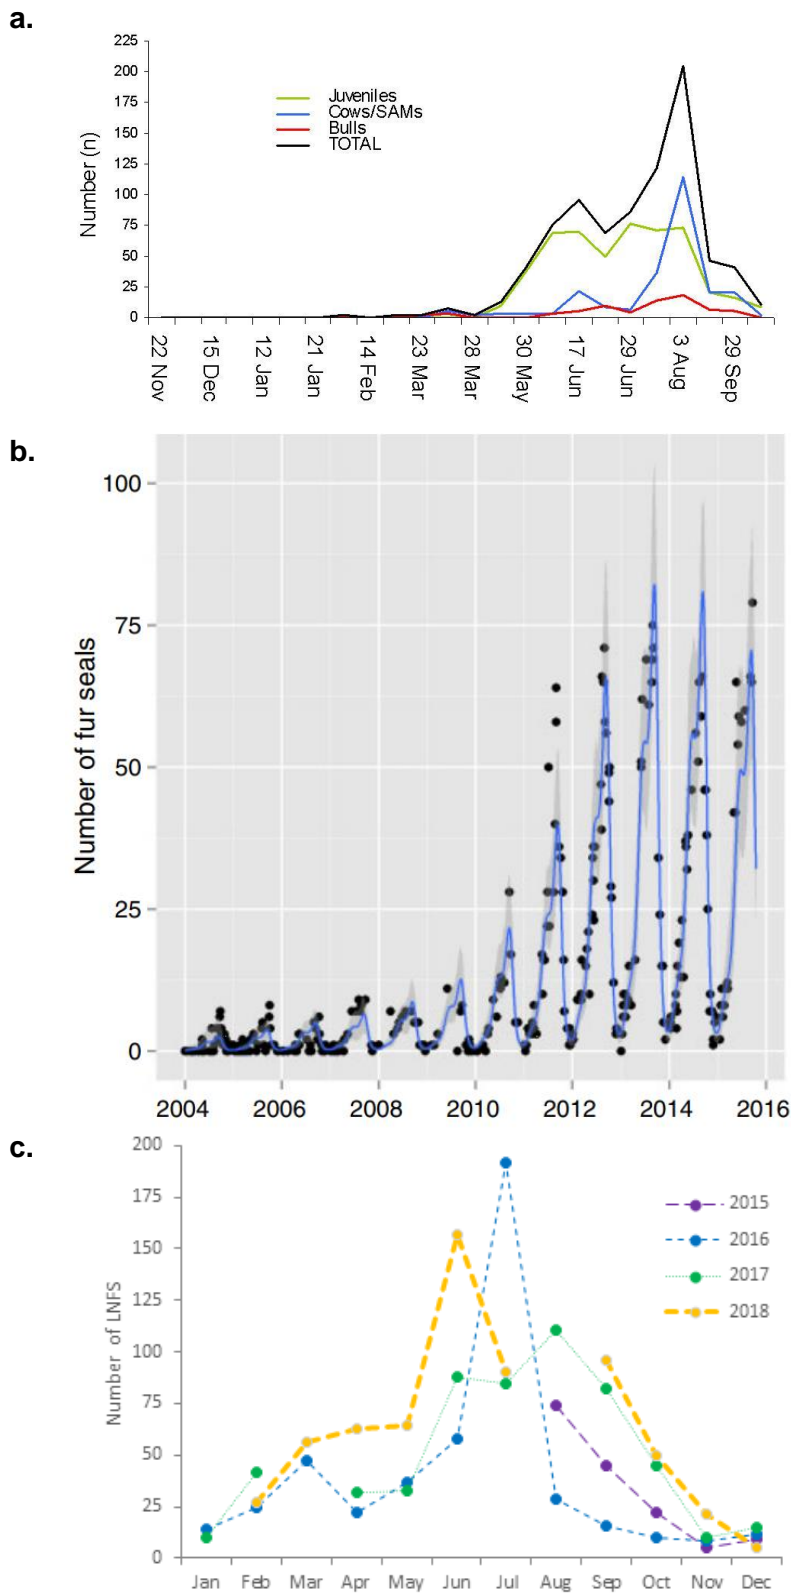 a.
225
200
175
150
125
100
75
50
25
0
Number (n)
Juveniles
Cows/SAMs
Bulls
TOTAL
22 Nov
15 Dec
12 Jan
21 Jan
14 Feb
23 Mar
28 Mar
30 May
17 Jun
29 Jun
3 Aug
29 Sep
b.
100
75
50
25
0
Number of fur seals
2004 2006 2008 2010 2012 2014 2016
c.
200
175
150
125
100
75
50
25
0
Number of LNFS
2015
2016
2017
2018
Jan Feb Mar Apr May Jun Jul Aug Sep Oct Nov Dec